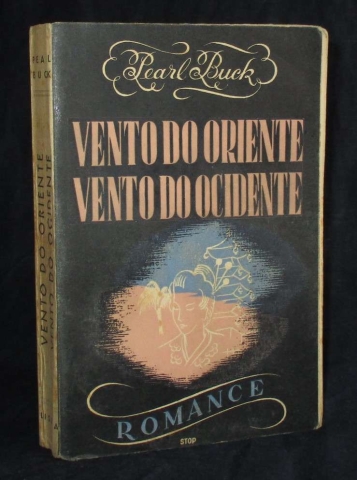 Pearl Buck
VENTO DO ORIENTE
VENTO DO OCIDENTE
ROMANCE
STOP
VENTO DO ORIENTE
VENTO DO OCIDENTE